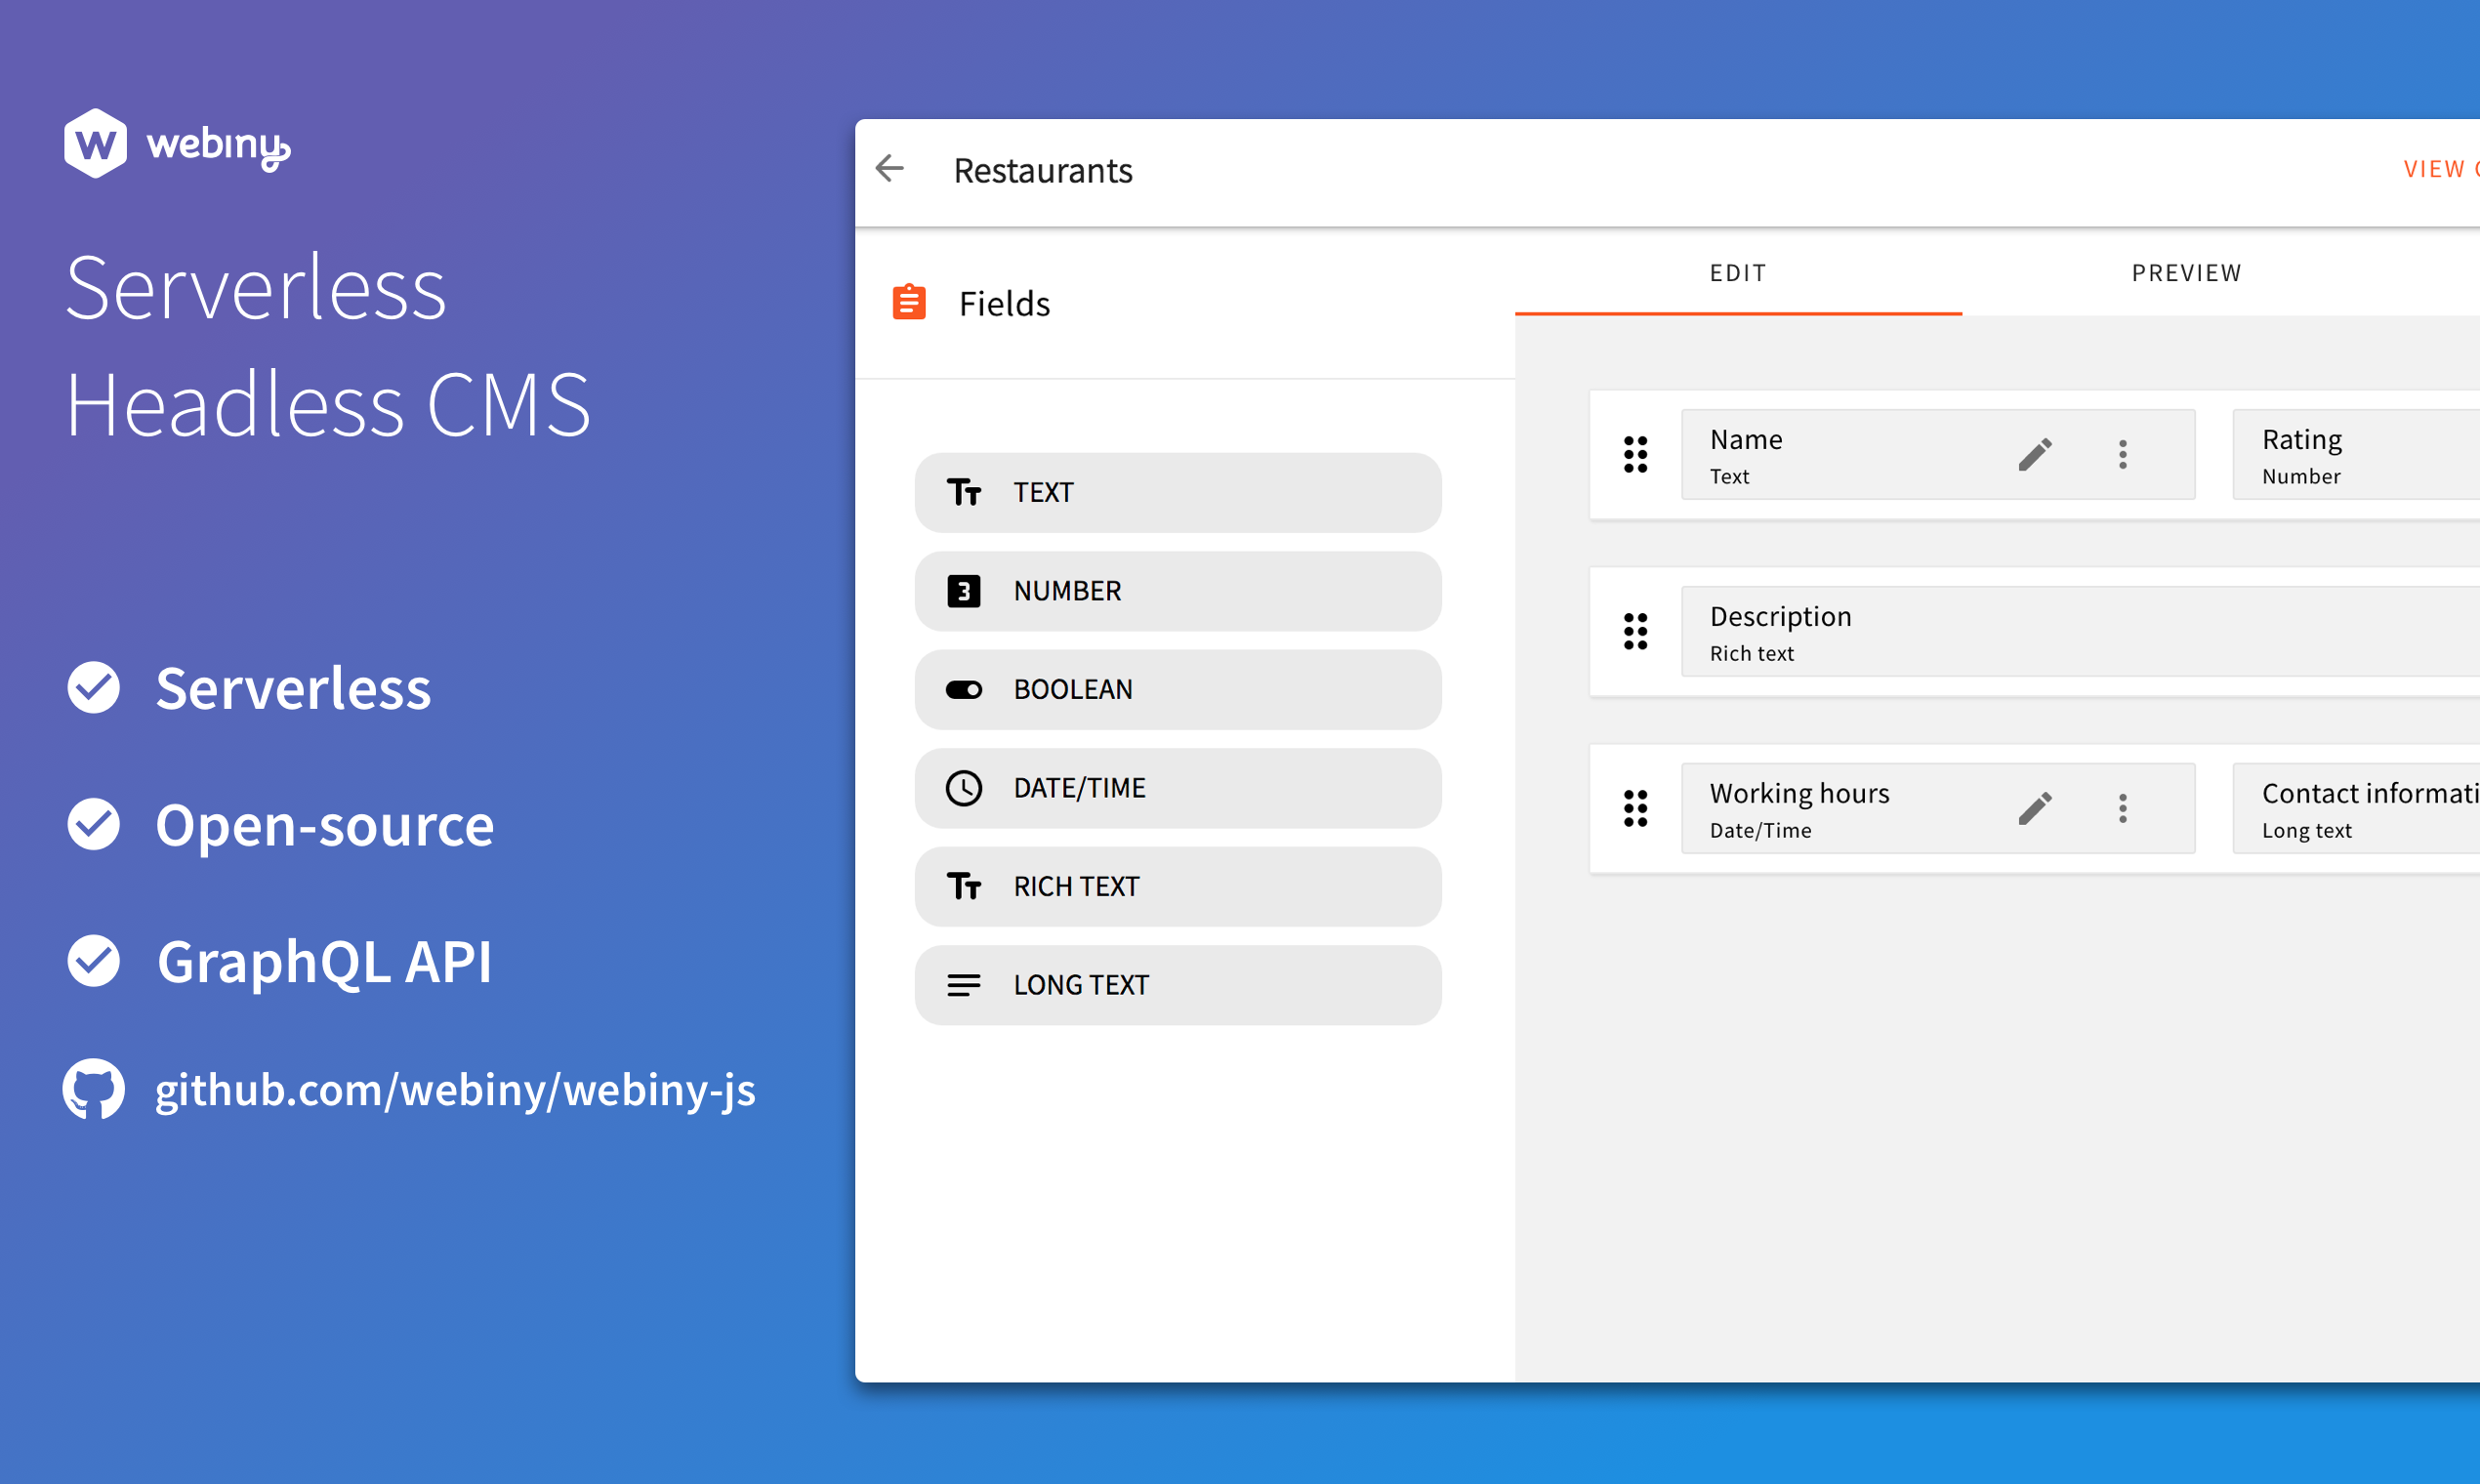 W webiny
Serverless
Headless CMS
Serverless
Open-source
GraphQL API
github.com/webiny/webiny-js
Restaurants
VIEW
Fields
EDIT
PREVIEW
TEXT
3 NUMBER
BOOLEAN
DATE/TIME
RICH TEXT
LONG TEXT
Name
Text
Rating
Number
Description
Rich text
Working hours
Date/Time
Contact informati
Long text